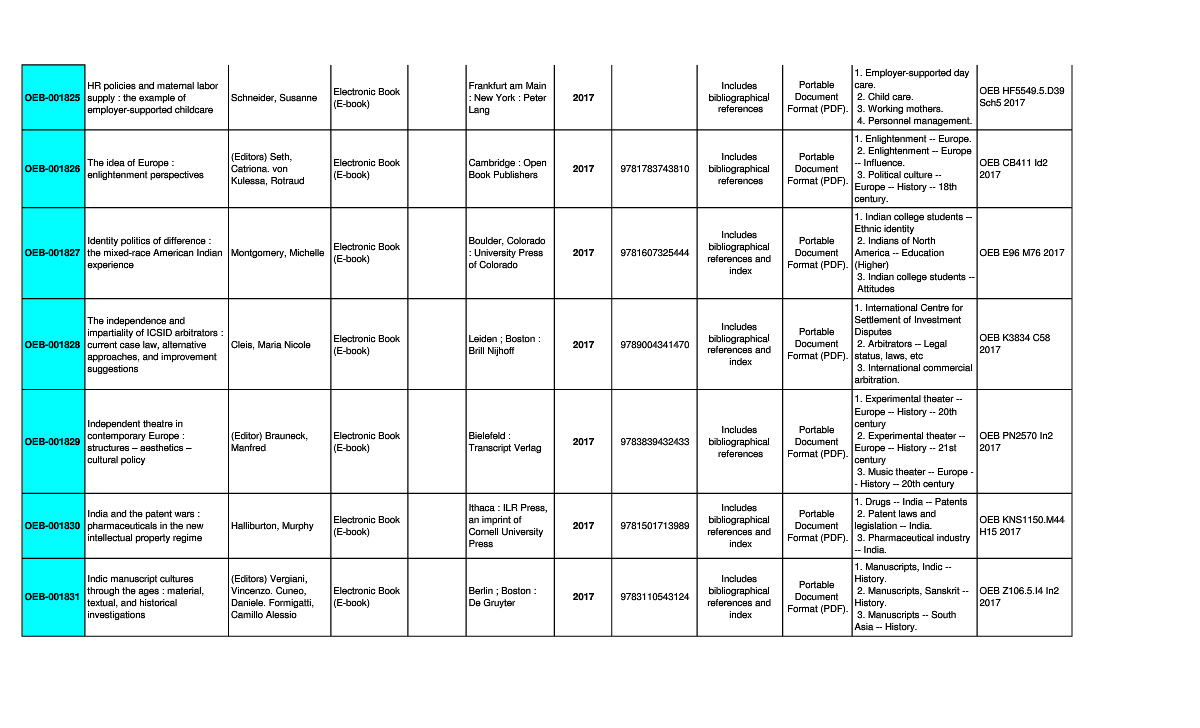 OEB-001825
HR policies and maternal labor
supply : the example of
employer-supported childcare
Schneider, Susanne
Electronic Book
(E-book)
Frankfurt am Main
: New York : Peter
Lang
2017
Includes
bibliographical
references
Portable
Document
Format (PDF).
1. Employer-supported day
care.
2. Child care.
3. Working mothers.
4. Personnel management.
OEB HF5549.5.D39
Sch5 2017
OEB-001826
The idea of Europe :
enlightenment perspectives
(Editors) Seth,
Catriona. von
Kulessa, Rotraud
Electronic Book
(E-book)
Cambridge : Open
Book Publishers
2017
9781783743810
Includes
bibliographical
references
Portable
Document
Format (PDF).
1. Enlightenment -- Europe.
2. Enlightenment -- Europe
-- Influence.
3. Political culture --
Europe -- History -- 18th
century.
OEB CB411 Id2
2017
OEB-001827
Identity politics of difference :
the mixed-race American Indian
experience
Montgomery, Michelle
Electronic Book
(E-book)
Boulder, Colorado
: University Press
of Colorado
2017
9781607325444
Includes
bibliographical
references and
index
Portable
Document
Format (PDF).
1. Indian college students --
Ethnic identity
2. Indians of North
America -- Education
(Higher)
3. Indian college students --
Attitudes
OEB E96 M76 2017
OEB-001828
The independence and
impartiality of ICSID arbitrators :
current case law, alternative
approaches, and improvement
suggestions
Cleis, Maria Nicole
Electronic Book
(E-book)
Leiden ; Boston :
Brill Nijhoff
2017
9789004341470
Includes
bibliographical
references and
index
Portable
Document
Format (PDF).
1. International Centre for
Settlement of Investment
Disputes
2. Arbitrators -- Legal
status, laws, etc
3. International commercial
arbitration.
OEB K3834 C58
2017
OEB-001829
Independent theatre in
contemporary Europe :
structures – aesthetics –
cultural policy
(Editor) Brauneck,
Manfred
Electronic Book
(E-book)
Bielefeld :
Transcript Verlag
2017
9783839432433
Includes
bibliographical
references
Portable
Document
Format (PDF).
1. Experimental theater --
Europe -- History -- 20th
century
2. Experimental theater --
Europe -- History -- 21st
century
3. Music theater -- Europe -
- History -- 20th century
OEB PN2570 In2
2017
OEB-001830
India and the patent wars :
pharmaceuticals in the new
intellectual property regime
Halliburton, Murphy
Electronic Book
(E-book)
Ithaca : ILR Press,
an imprint of
Cornell University
Press
2017
9781501713989
Includes
bibliographical
references and
index
Portable
Document
Format (PDF).
1. Drugs -- India -- Patents
2. Patent laws and
legislation -- India.
3. Pharmaceutical industry
-- India.
OEB KNS1150.M44
H15 2017
OEB-001831
Indic manuscript cultures
through the ages : material,
textual, and historical
investigations
(Editors) Vergiani,
Vincenzo. Cuneo,
Daniele. Formigatti,
Camillo Alessio
Electronic Book
(E-book)
Berlin ; Boston :
De Gruyter
2017
9783110543124
Includes
bibliographical
references and
index
Portable
Document
Format (PDF).
1. Manuscripts, Indic --
History.
2. Manuscripts, Sanskrit --
History.
3. Manuscripts -- South
Asia -- History.
OEB Z106.5.I4 In2
2017